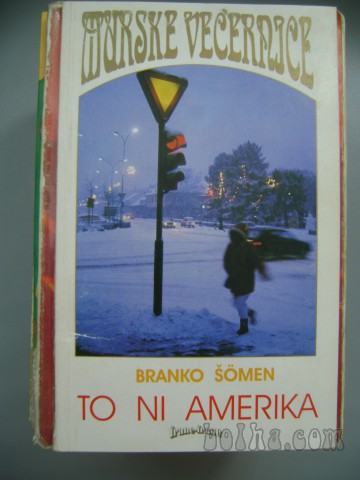 MURSKE VEČERNICE
BRANKO ŠÖMEN
TO NI AMERIKA
bolha.com